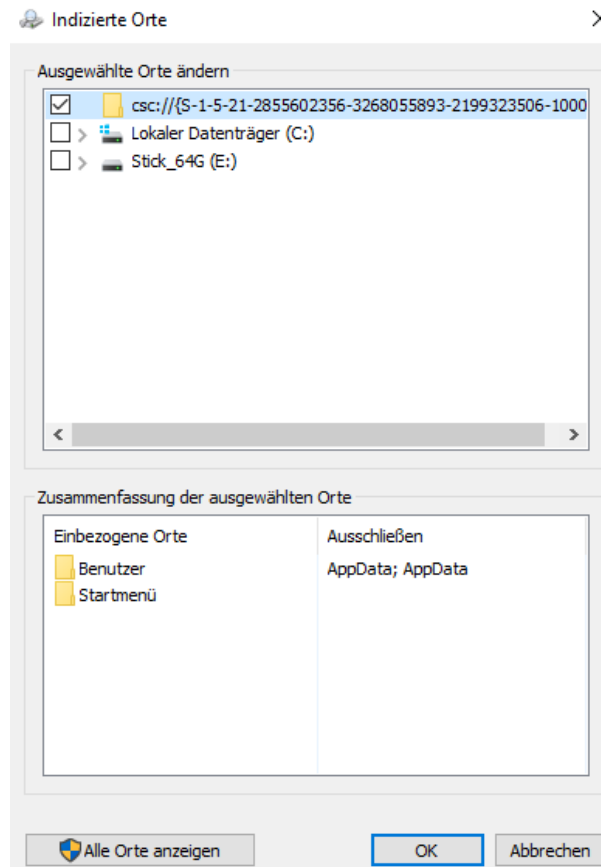 Indizierte Orte
Ausgewählte Orte ändern
csc://{S-1-5-21-2855602356-3268055893-2199323506-1000
Lokaler Datenträger (C:)
Stick_64G (E:)
Zusammenfassung der ausgewählten Orte
Einbezogene Orte Ausschließen
Benutzer AppData; AppData
Startmenü
Alle Orte anzeigen OK Abbrechen